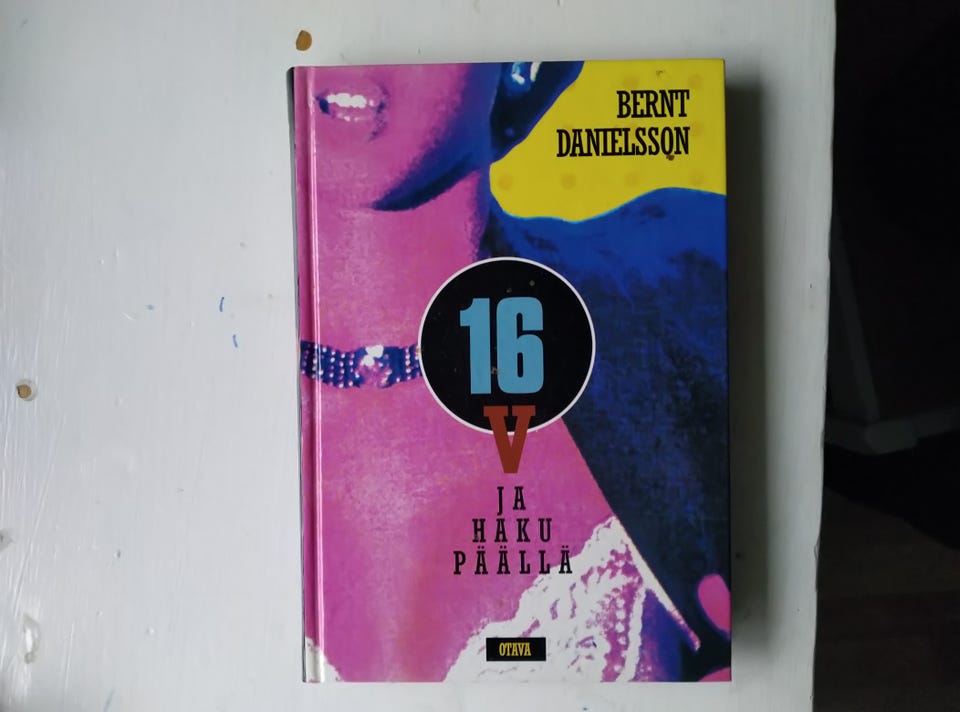 BERNT
DANIELSSON
16
V
JA
HAKU
PÄÄLLÄ
OTAVA